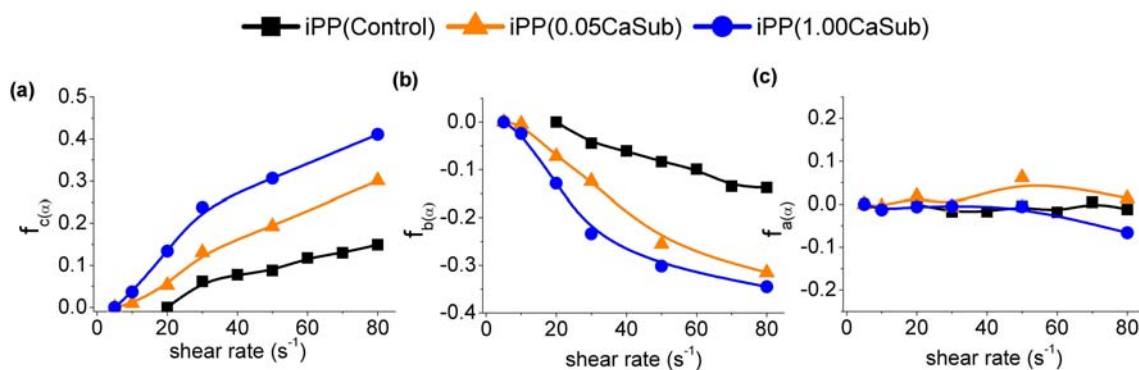 iPP(Control) iPP(0.05CaSub) iPP(1.00CaSub)
(a)
0.5
0.4
0.3
0.2
0.1
0.0
f_c(α)
0 20 40 60 80
shear rate (s⁻¹)
(b)
0.0
-0.1
-0.2
-0.3
-0.4
f_b(α)
0 20 40 60 80
shear rate (s⁻¹)
(c)
0.2
0.1
0.0
-0.1
-0.2
f_a(α)
0 20 40 60 80
shear rate (s⁻¹)